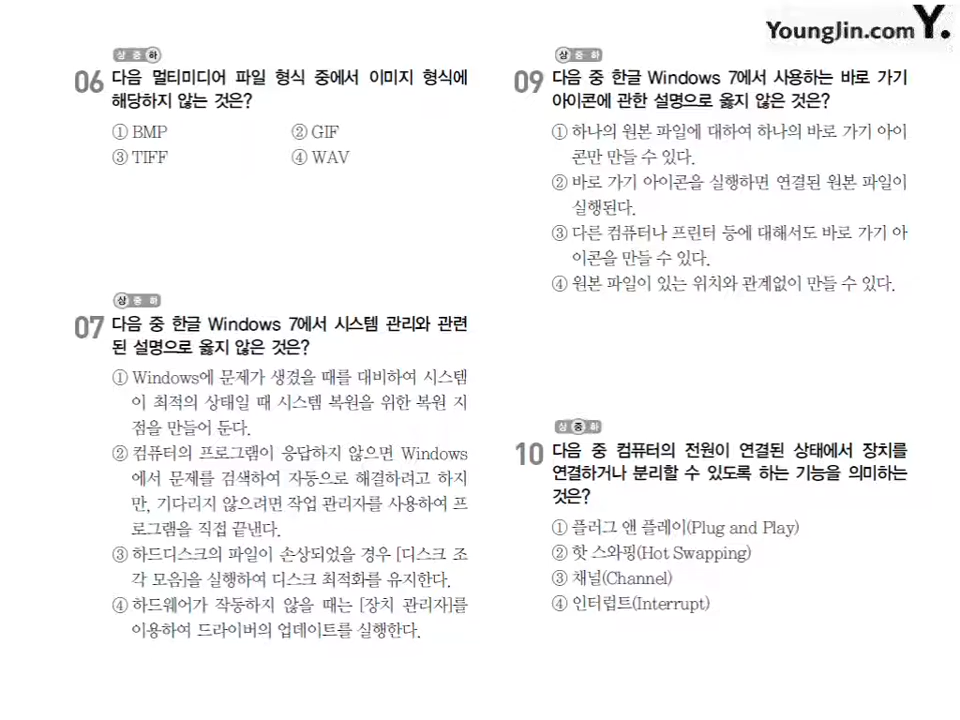 YoungJin.com Y.
상 중 하
06 다음 멀티미디어 파일 형식 중에서 이미지 형식에
해당하지 않는 것은?
① BMP ② GIF
③ TIFF ④ WAV
상 중 하
07 다음 중 한글 Windows 7에서 시스템 관리와 관련
된 설명으로 옳지 않은 것은?
① Windows에 문제가 생겼을 때를 대비하여 시스템
이 최적의 상태일 때 시스템 복원을 위한 복원 지
점을 만들어 둔다.
② 컴퓨터의 프로그램이 응답하지 않으면 Windows
에서 문제를 검색하여 자동으로 해결하려고 하지
만, 기다리지 않으려면 작업 관리자를 사용하여 프
로그램을 직접 끝낸다.
③ 하드디스크의 파일이 손상되었을 경우 [디스크 조
각 모음]을 실행하여 디스크 최적화를 유지한다.
④ 하드웨어가 작동하지 않을 때는 [장치 관리자]를
이용하여 드라이버의 업데이트를 실행한다.
상 중 하
09 다음 중 한글 Windows 7에서 사용하는 바로 가기
아이콘에 관한 설명으로 옳지 않은 것은?
① 하나의 원본 파일에 대하여 하나의 바로 가기 아이
콘만 만들 수 있다.
② 바로 가기 아이콘을 실행하면 연결된 원본 파일이
실행된다.
③ 다른 컴퓨터나 프린터 등에 대해서도 바로 가기 아
이콘을 만들 수 있다.
④ 원본 파일이 있는 위치와 관계없이 만들 수 있다.
상 중 하
10 다음 중 컴퓨터의 전원이 연결된 상태에서 장치를
연결하거나 분리할 수 있도록 하는 기능을 의미하는
것은?
① 플러그 앤 플레이(Plug and Play)
② 핫 스와핑(Hot Swapping)
③ 채널(Channel)
④ 인터럽트(Interrupt)